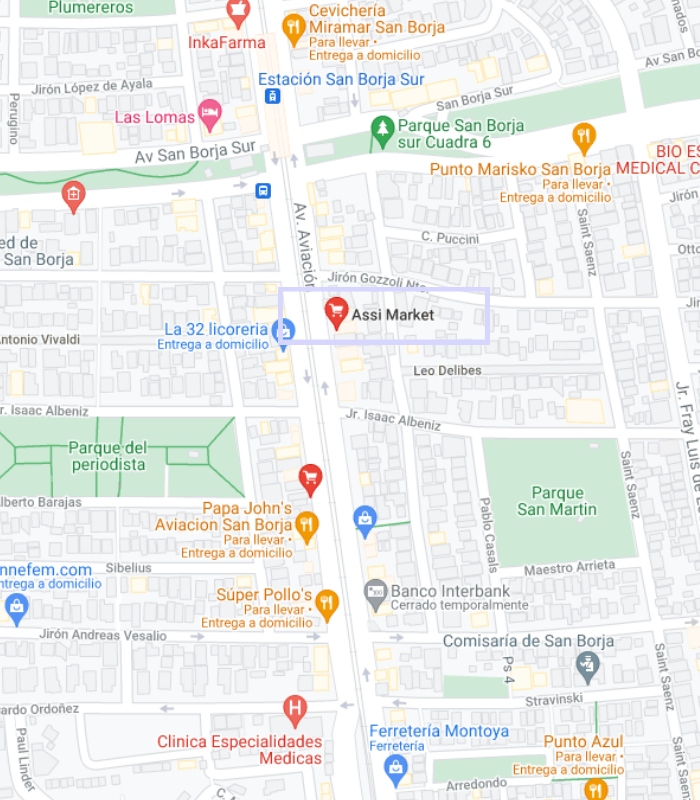 Plumereros
InkaFarma
Cevichería
Miramar San Borja
Para llevar •
Entrega a domicilio
Jirón López de Ayala
Estación San Borja Sur
Av San Bo
San Borja Sur
Perugino
Las Lomas
Parque San Borja
sur Cuadra 6
Av San Borja Sur
Punto Marisko San Borja
Para llevar •
Entrega a domicilio
BIO ES
MEDICAL C
Jirón
Saint Saenz
C. Puccini
Otto
ed de
San Borja
Av. Aviación
Jirón Gozzoli Nte.
Jir
Assi Market
La 32 licoreria
Entrega a domicilio
Antonio Vivaldi
Leo Delibes
Jr. Isaac Albeniz
Jr. Isaac Albeniz
Jr. Fray Luis de Le
Parque del
periodista
Saint Saenz
Alberto Barajas
Papa John's
Aviacion San Borja
Para llevar •
Entrega a domicilio
Parque
San Martin
Pablo Casals
Maestro Arrieta
nnefem.com
ntrega a domicilio
Sibelius
Súper Pollo's
Para llevar •
Entrega a domicilio
Banco Interbank
Cerrado temporalmente
Jirón Andreas Vesalio
Comisaría de San Borja
Ps 4
Saint Saenz
Stravinski
ardo Ordoñez
Paul Linder
Clinica Especialidades
Medicas
Ferretería Montoya
Ferretería
Punto Azul
Para llevar •
Entrega a domicilio
Saint Saenz
Arredondo